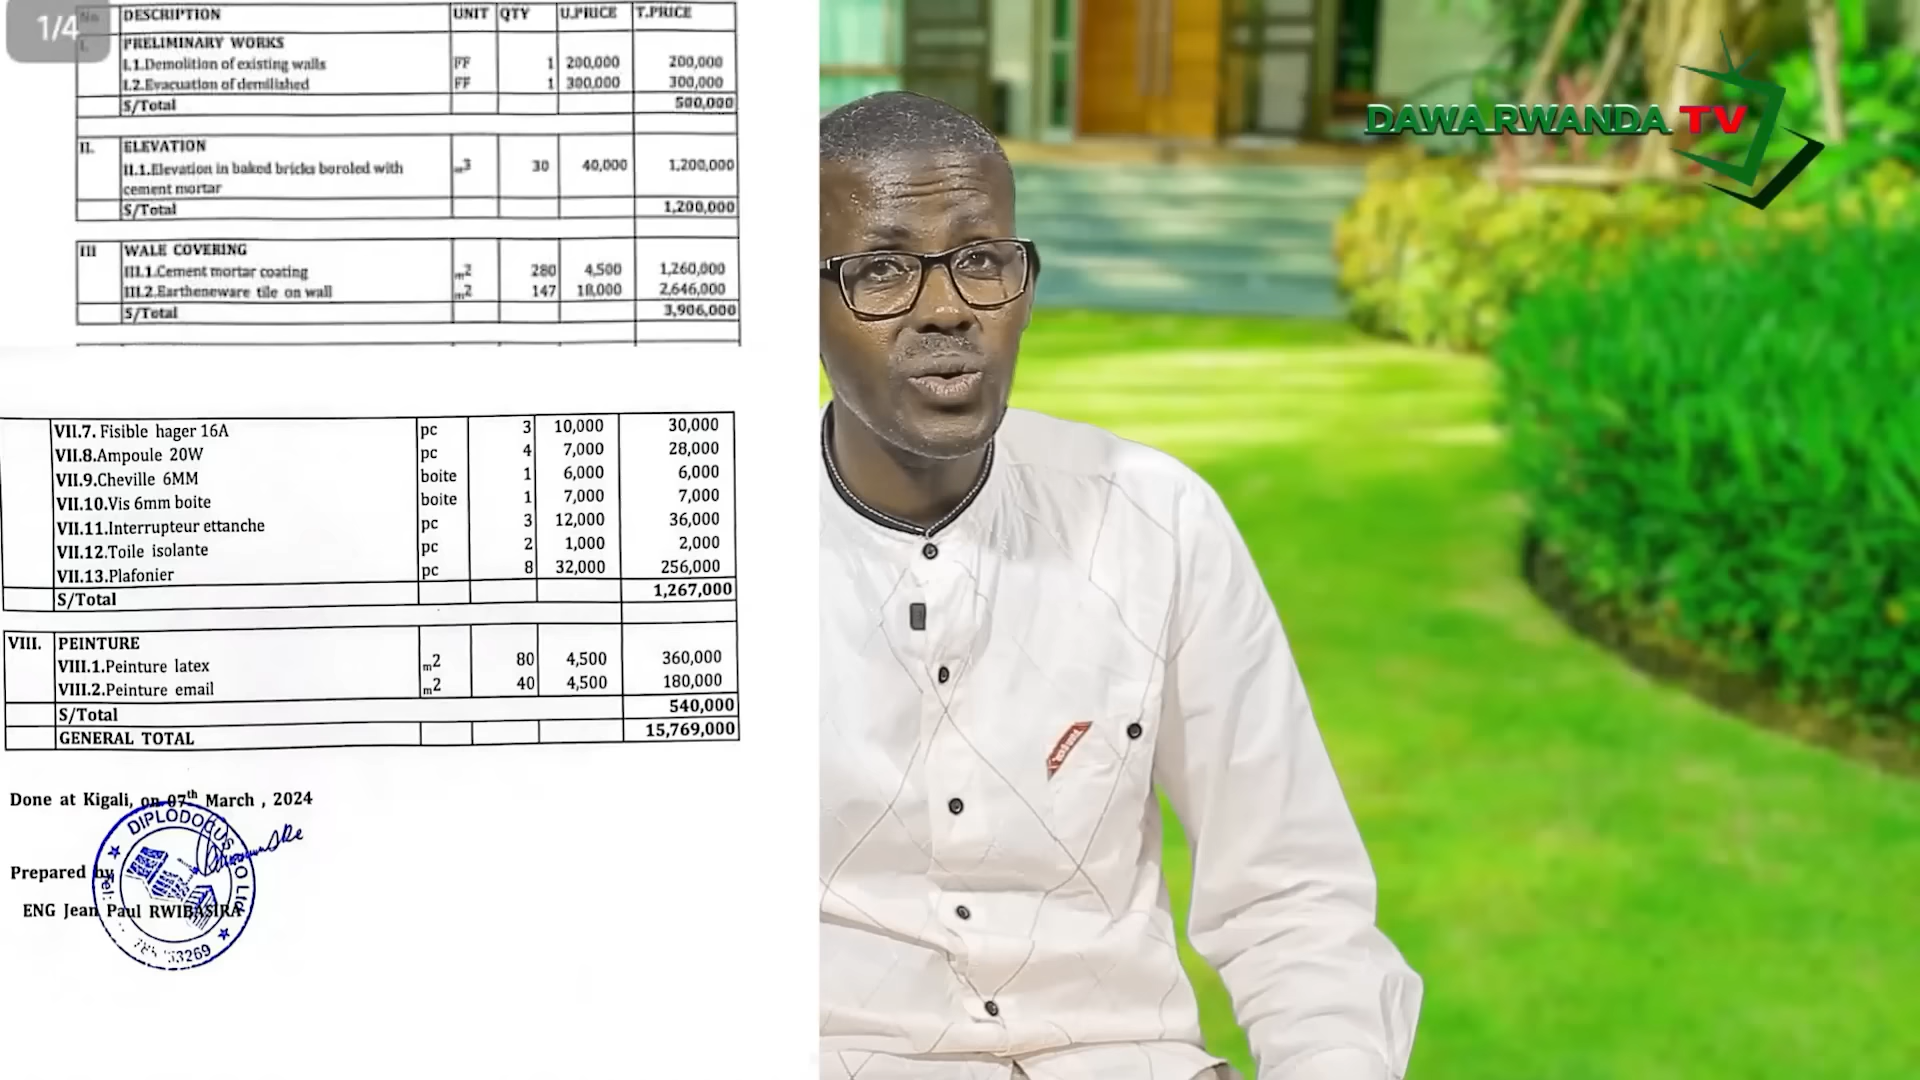 1/4
No DESCRIPTION UNIT QTY U.PRICE T.PRICE
I. PRELIMINARY WORKS
I.1.Demolition of existing walls FF 1 200,000 200,000
I.2.Evacuation of demilished FF 1 300,000 300,000
S/Total 500,000
II. ELEVATION
II.1.Elevation in baked bricks boroled with m3 30 40,000 1,200,000
cement mortar
S/Total 1,200,000
III WALE COVERING
III.1.Cement mortar coating m2 280 4,500 1,260,000
III.2.Eartheneware tile on wall m2 147 18,000 2,646,000
S/Total 3,906,000
VII.7. Fisible hager 16A pc 3 10,000 30,000
VII.8.Ampoule 20W pc 4 7,000 28,000
VII.9.Cheville 6MM boite 1 6,000 6,000
VII.10.Vis 6mm boite boite 1 7,000 7,000
VII.11.Interrupteur ettanche pc 3 12,000 36,000
VII.12.Toile isolante pc 2 1,000 2,000
VII.13.Plafonier pc 8 32,000 256,000
S/Total 1,267,000
VIII. PEINTURE
VIII.1.Peinture latex m2 80 4,500 360,000
VIII.2.Peinture email m2 40 4,500 180,000
S/Total 540,000
GENERAL TOTAL 15,769,000
Done at Kigali, on 07th March , 2024
DIPLODOCUS CO Ltd
Prepared by
ENG Jean Paul RWIBASIRA
Tel:
33269
DAWA RWANDA TV